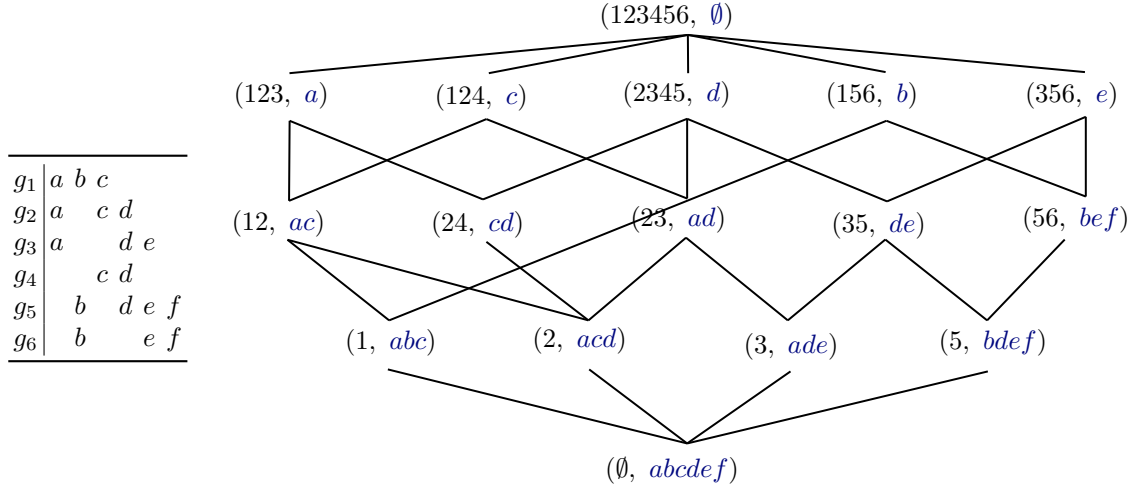 (123456, ∅)
(123, a) (124, c) (2345, d) (156, b) (356, e)
g1 a b c
g2 a c d
g3 a d e
g4 c d
g5 b d e f
g6 b e f
(12, ac) (24, cd) (23, ad) (35, de) (56, bef)
(1, abc) (2, acd) (3, ade) (5, bdef)
(∅, abcdef)